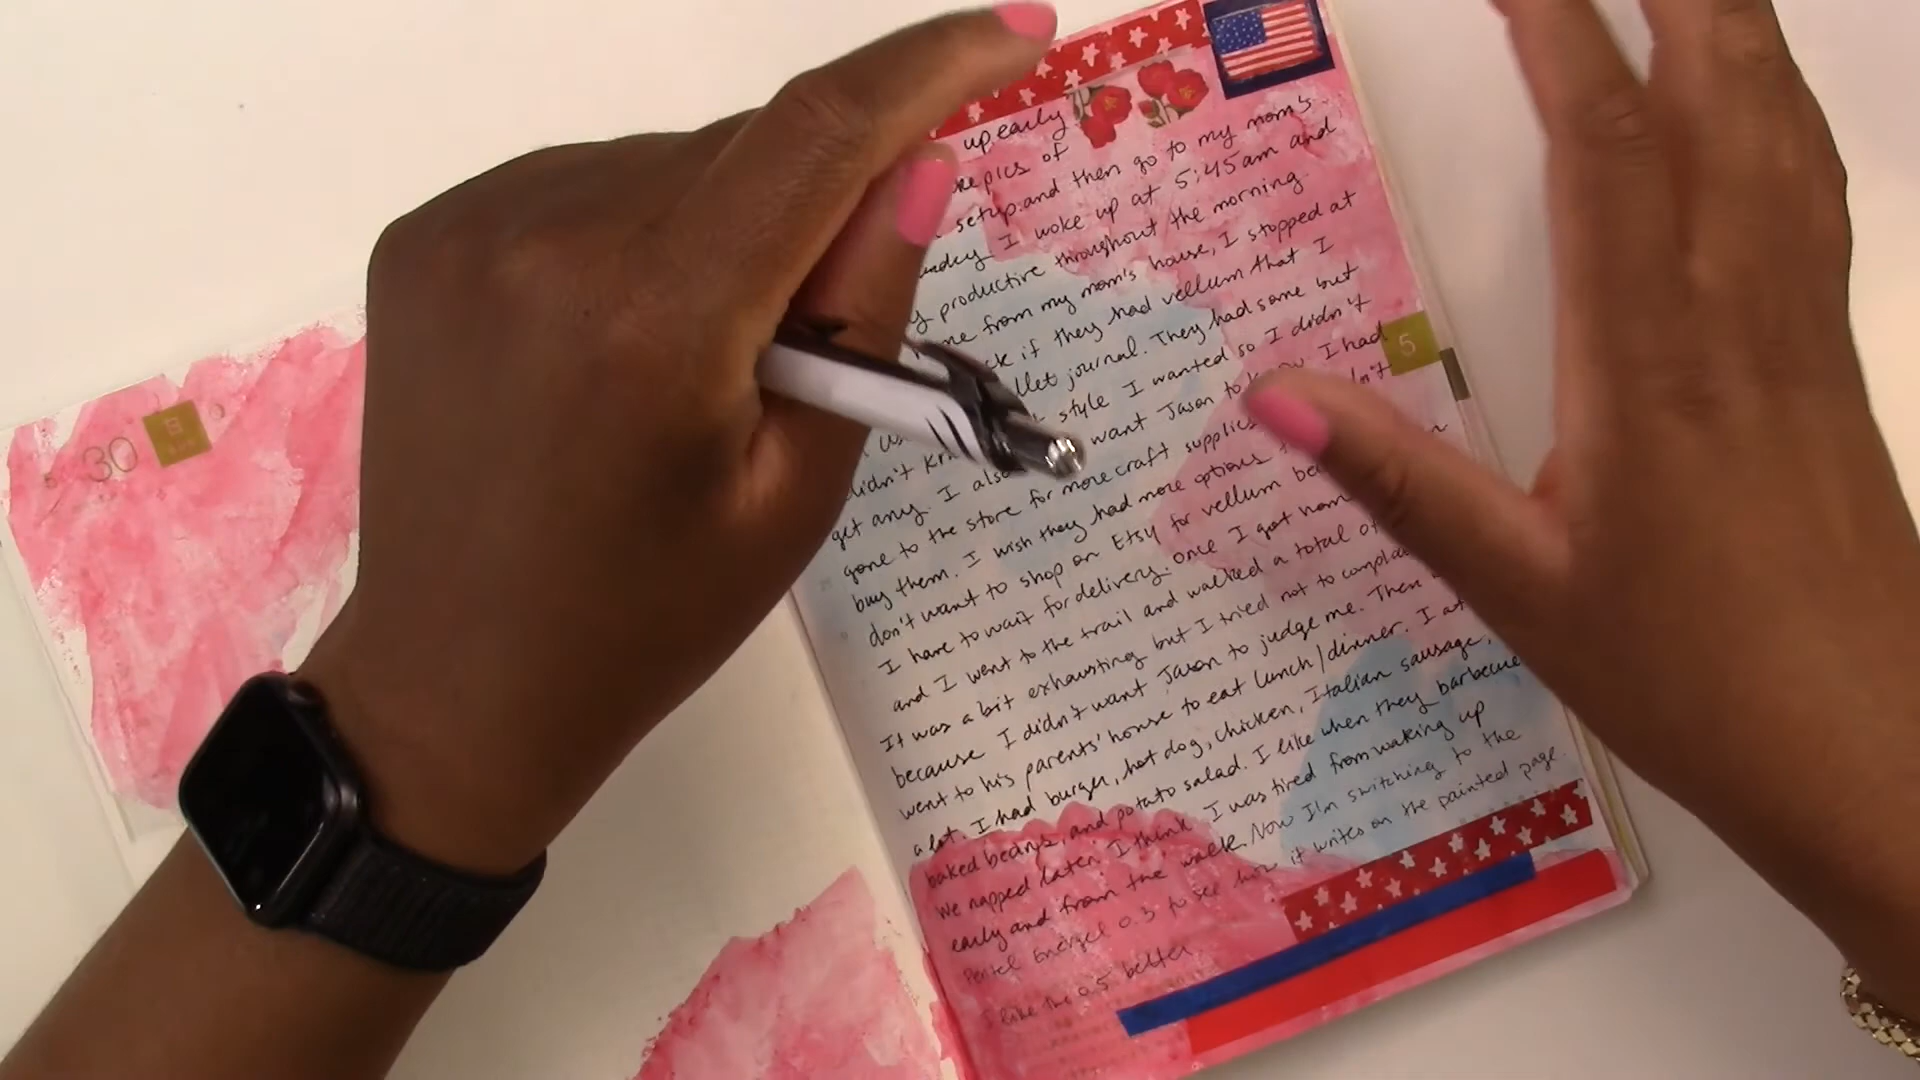 30
5
up early
pics of
setup and then go to my mom's
I woke up at 5:45am and
productive throughout the morning.
from my mom's house, I stopped at
if they had vellum that I
journal. They had some but
style I wanted so I didn't
want Jason to know I had
get any. I also
gone to the store for more craft supplies
buy them. I wish they had more options
don't want to shop on Etsy for vellum
I have to wait for delivery. Once I got home
and I went to the trail and walked a total of
It was a bit exhausting but I tried not to complain
because I didn't want Jason to judge me. Then
went to his parents' house to eat lunch/dinner. I ate
a lot. I had burger, hot dog, chicken, Italian sausage,
baked beans, and potato salad. I like when they barbecue
We napped later. I think I was tired from waking up
early and from the walk. Now I'm switching to the
Pentel Energel 0.3 to see how it writes on the painted page.
I like the 0.5 better.
5